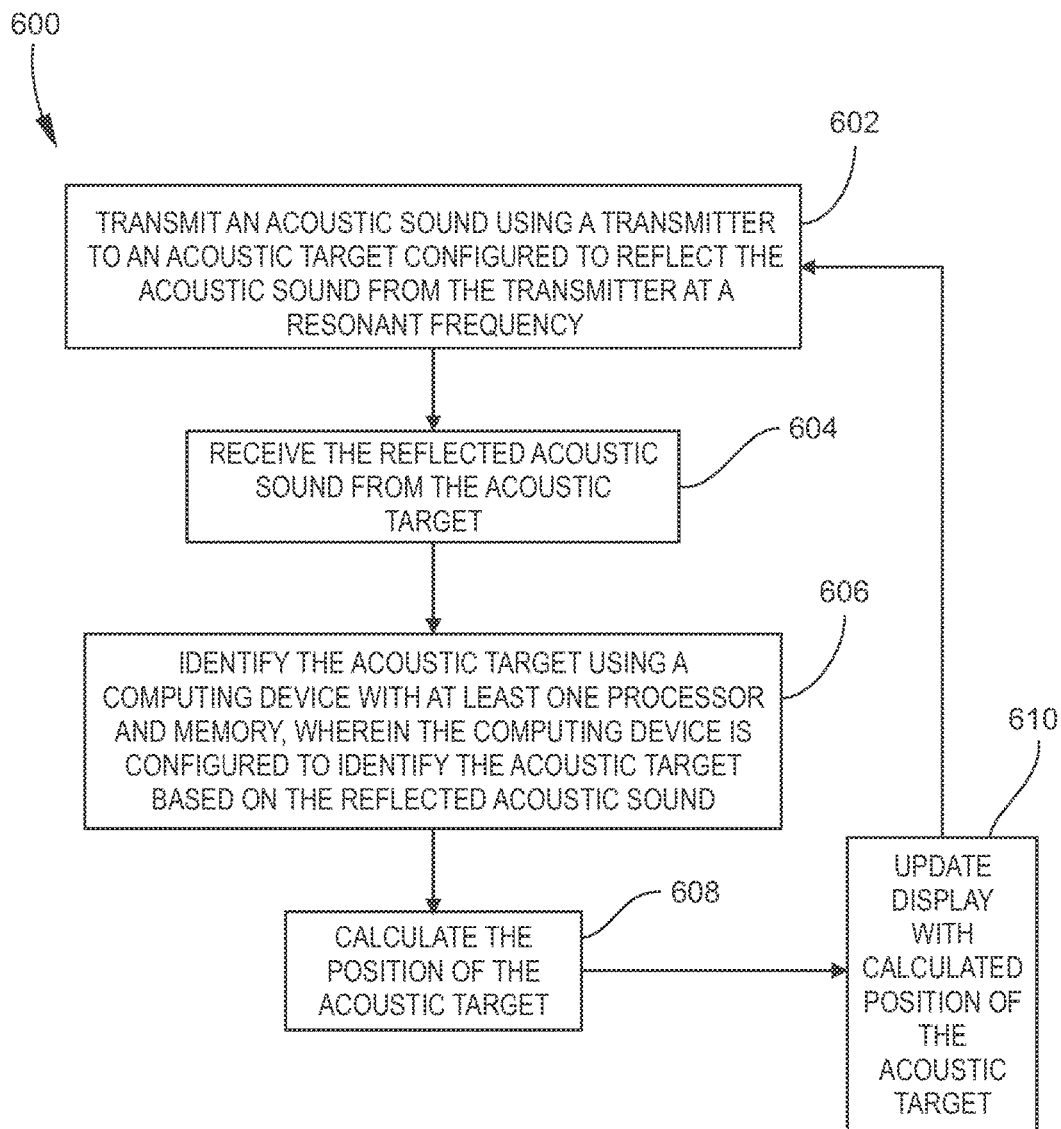 600
602
TRANSMIT AN ACOUSTIC SOUND USING A TRANSMITTER
TO AN ACOUSTIC TARGET CONFIGURED TO REFLECT THE
ACOUSTIC SOUND FROM THE TRANSMITTER AT A
RESONANT FREQUENCY
604
RECEIVE THE REFLECTED ACOUSTIC
SOUND FROM THE ACOUSTIC
TARGET
606
IDENTIFY THE ACOUSTIC TARGET USING A
COMPUTING DEVICE WITH AT LEAST ONE PROCESSOR
AND MEMORY, WHEREIN THE COMPUTING DEVICE IS
CONFIGURED TO IDENTIFY THE ACOUSTIC TARGET
BASED ON THE REFLECTED ACOUSTIC SOUND
608
CALCULATE THE
POSITION OF THE
ACOUSTIC TARGET
610
UPDATE
DISPLAY
WITH
CALCULATED
POSITION OF
THE
ACOUSTIC
TARGET